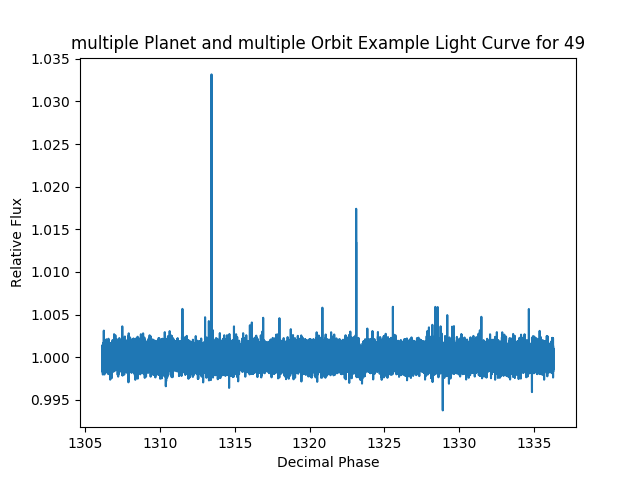 multiple Planet and multiple Orbit Example Light Curve for 49
1.035
1.030
1.025
1.020
1.015
1.010
1.005
1.000
0.995
Relative Flux
1305 1310 1315 1320 1325 1330 1335
Decimal Phase